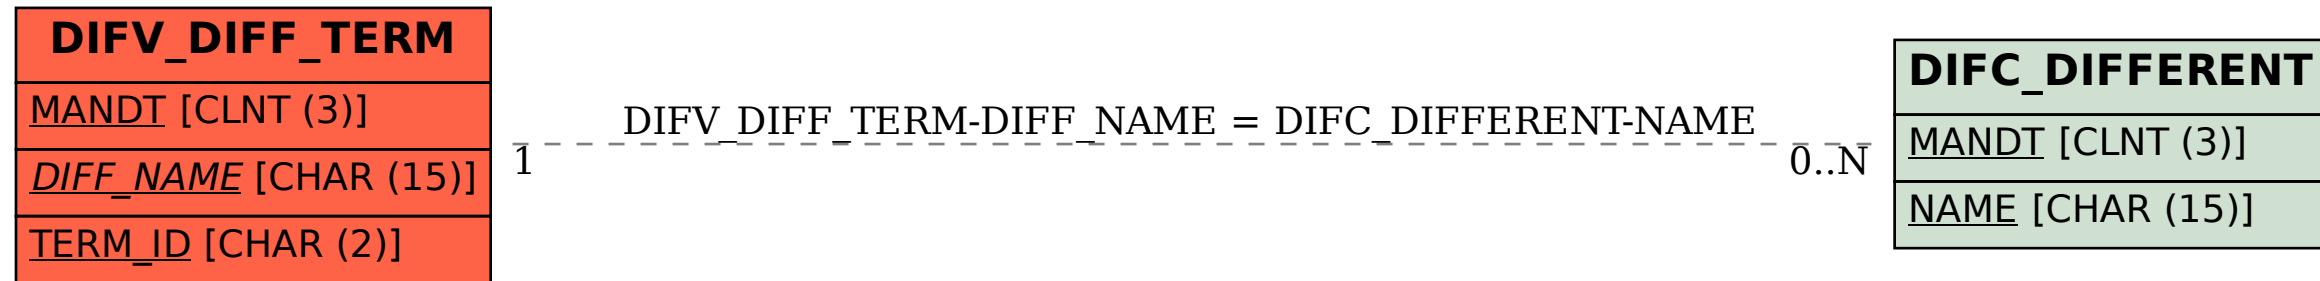 DIFV_DIFF_TERM
MANDT [CLNT (3)]
DIFF_NAME [CHAR (15)]
TERM_ID [CHAR (2)]
DIFV_DIFF_TERM-DIFF_NAME = DIFC_DIFFERENT-NAME
1
0..N
DIFC_DIFFERENT
MANDT [CLNT (3)]
NAME [CHAR (15)]